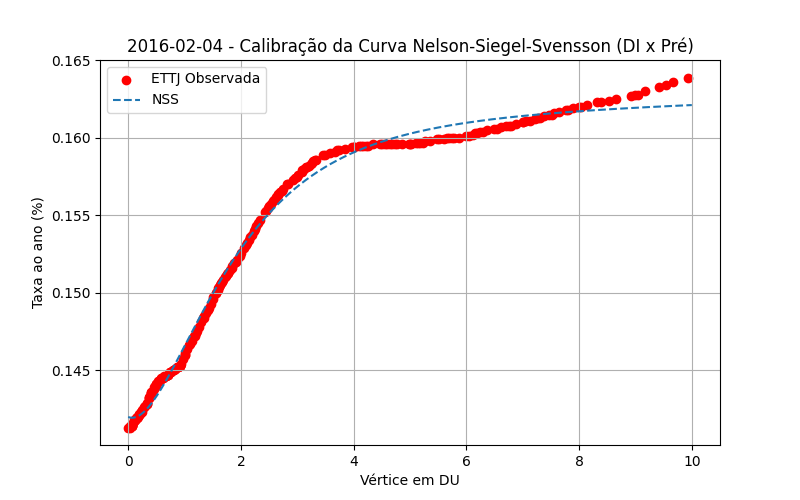 2016-02-04 - Calibração da Curva Nelson-Siegel-Svensson (DI x Pré)
ETTJ Observada
NSS
Taxa ao ano (%)
0.165
0.160
0.155
0.150
0.145
0 2 4 6 8 10
Vértice em DU